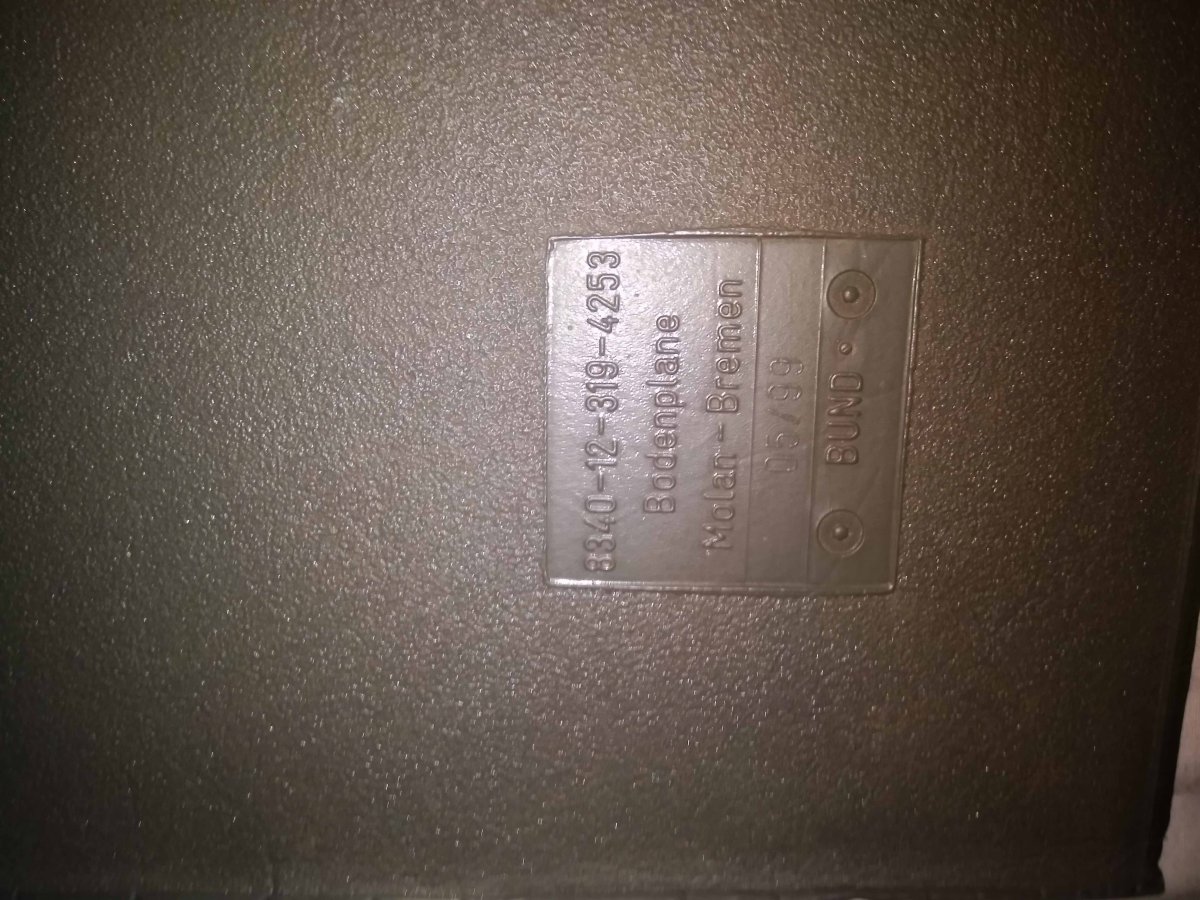 8340-12-319-4253
Bodenplane
Molan - Bremen
05/99
BUND